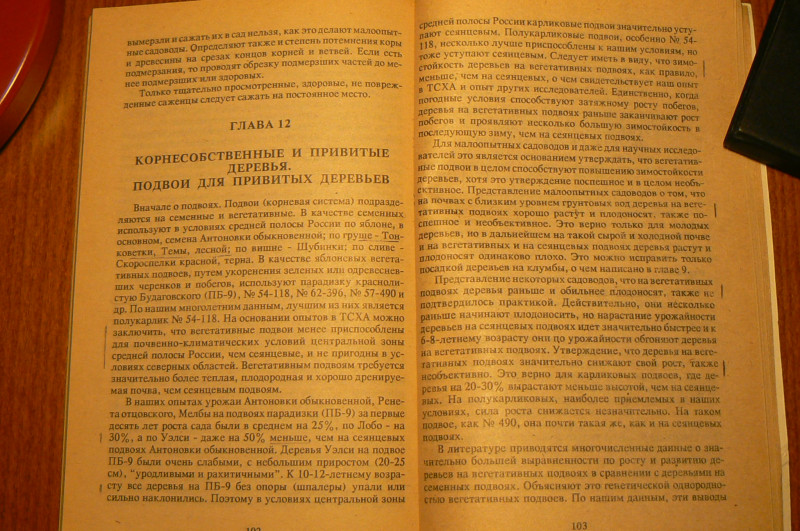 вымерзли и сажать их в сад нельзя, как это делают малоопыт-
ные садоводы. Определяют также и степень потемнения коры
и древесины на срезах концов корней и ветвей. Если есть
подмерзания, то проводят обрезку подмерзших частей до ме-
нее подмерзших или здоровых.
Только тщательно просмотренные, здоровые, не повреж-
денные саженцы следует сажать на постоянное место.
ГЛАВА 12
КОРНЕСОБСТВЕННЫЕ И ПРИВИТЫЕ
ДЕРЕВЬЯ.
ПОДВОИ ДЛЯ ПРИВИТЫХ ДЕРЕВЬЕВ
Вначале о подвоях. Подвои (корневая система) подразде-
ляются на семенные и вегетативные. В качестве семенных
используют в условиях средней полосы России по яблоне, в
основном, семена Антоновки обыкновенной; по груше - Тон-
коветки, Темы, лесной; по вишне - Шубинки; по сливе -
Скороспелки красной, терна. В качестве яблоневых вегета-
тивных подвоев, путем укоренения зеленых или одревеснев-
ших черенков и побегов, используют парадизку краснолис-
тую Будаговского (ПБ-9), № 54-118, № 62-396, № 57-490 и
др. По нашим многолетним данным, лучшим из них является
полукарлик № 54-118. На основании опытов в ТСХА можно
заключить, что вегетативные подвои менее приспособлены
для почвенно-климатических условий центральной зоны
средней полосы России, чем сеянцевые, и не пригодны в ус-
ловиях северных областей. Вегетативным подвоям требуется
значительно более теплая, плодородная и хорошо дренируе-
мая почва, чем сеянцевым подвоям.
В наших опытах урожаи Антоновки обыкновенной, Рене-
та отцовского, Мелбы на подвоях парадизки (ПБ-9) за первые
десять лет роста сада были в среднем на 25%, по Лобо - на
30%, а по Уэлси - даже на 50% меньше, чем на сеянцевых
подвоях Антоновки обыкновенной. Деревья Уэлси на подвое
ПБ-9 были очень слабыми, с небольшим приростом (20-25
см), "уродливыми и рахитичными". К 10-12-летнему возра-
сту все деревья на ПБ-9 без опоры (шпалеры) упали или
сильно наклонились. Поэтому в условиях центральной зоны
средней полосы России карликовые подвои значительно усту-
пают сеянцевым. Полукарликовые подвои, особенно № 54-
118, несколько лучше приспособлены к нашим условиям, но
тоже уступают сеянцевым. Следует иметь в виду, что зимо-
стойкость деревьев на вегетативных подвоях, как правило,
меньше, чем на сеянцевых, о чем свидетельствует наш опыт
в ТСХА и опыт других исследователей. Единственно, когда
погодные условия способствуют затяжному росту побегов,
деревья на вегетативных подвоях раньше заканчивают рост
побегов и проявляют несколько большую зимостойкость в
последующую зиму, чем на сеянцевых подвоях.
Для малоопытных садоводов и даже для научных исследо-
вателей это является основанием утверждать, что вегетатив-
ные подвои в целом способствуют повышению зимостойкости
деревьев, хотя это утверждение поспешное и в целом необъ-
ективное. Представление малоопытных садоводов о том, что
на почвах с близким уровнем грунтовых вод деревья на веге-
тативных подвоях хорошо растут и плодоносят, также по-
спешное и необъективное. Это верно только для молодых
деревьев, но в дальнейшем на такой сырой и холодной почве
и на вегетативных и на сеянцевых подвоях деревья растут и
плодоносят одинаково плохо. Это можно исправить только
посадкой деревьев на клумбы, о чем написано в главе 9.
Представление некоторых садоводов, что на вегетативных
подвоях деревья раньше и обильнее плодоносят, также не
подтвердилось практикой. Действительно, они несколько
раньше начинают плодоносить, но нарастание урожайности
деревьев на сеянцевых подвоях идет значительно быстрее и к
6-8-летнему возрасту они по урожайности обгоняют деревья
на вегетативных подвоях. Утверждение, что деревья на веге-
тативных подвоях значительно снижают свой рост, также
необъективно. Это верно для карликовых подвоев, где де-
ревья на 20-30% вырастают меньше высотой, чем на сеянце-
вых. На полукарликовых, наиболее приемлемых в наших
условиях, сила роста снижается незначительно. На таком
подвое, как № 490, она почти такая же, как и на сеянцевых
подвоях.
В литературе приводятся многочисленные данные о зна-
чительно большей выравненности по росту и развитию де-
ревьев на вегетативных подвоях в сравнении с деревьями на
семенных подвоях. Объясняют это генетической однородно-
стью вегетативных подвоев. По нашим данным, эти выводы
102
103